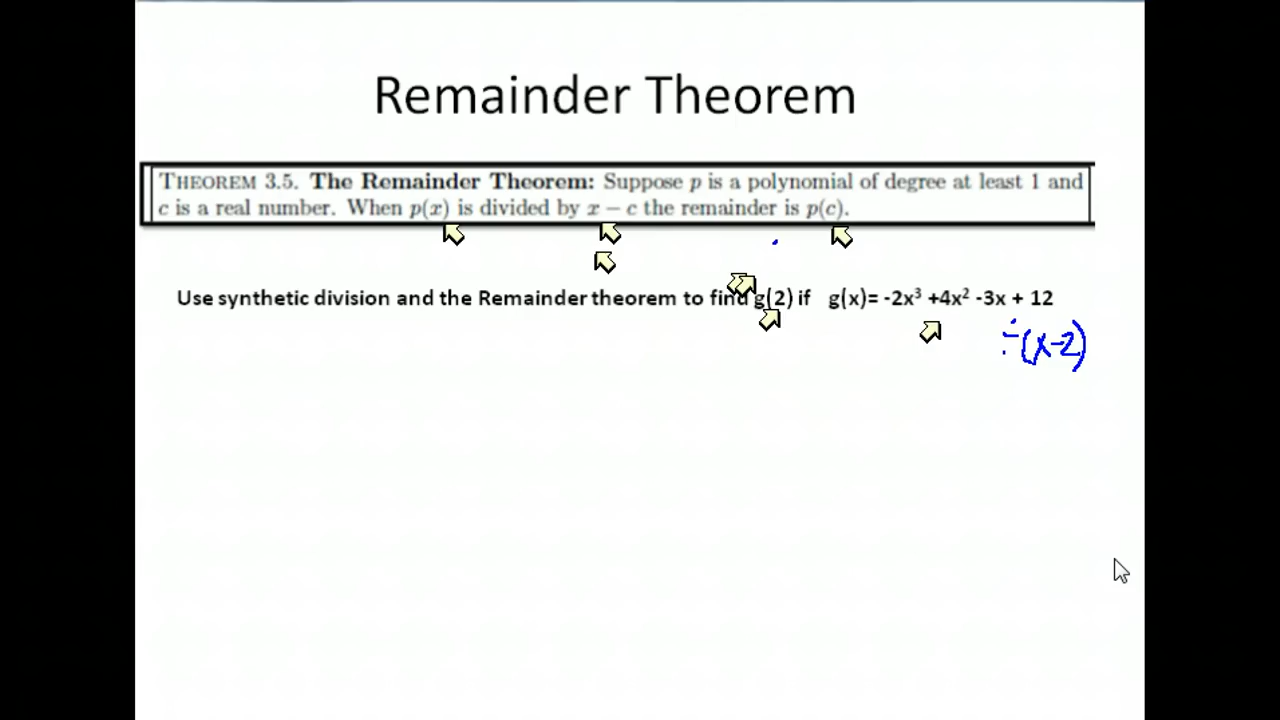 Remainder Theorem
THEOREM 3.5. The Remainder Theorem: Suppose p is a polynomial of degree at least 1 and
c is a real number. When p(x) is divided by x − c the remainder is p(c).
Use synthetic division and the Remainder theorem to find g(2) if g(x)= -2x³ +4x² -3x + 12
÷(x-2)